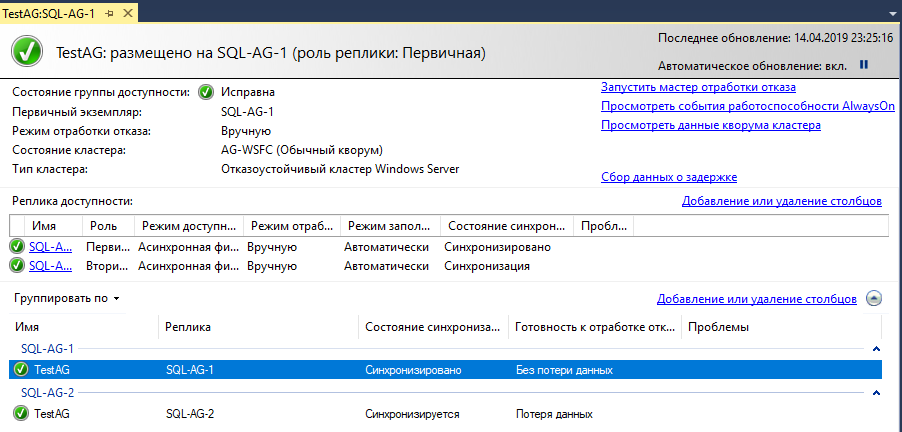 TestAG:SQL-AG-1
TestAG: размещено на SQL-AG-1 (роль реплики: Первичная)
Последнее обновление: 14.04.2019 23:25:16
Автоматическое обновление: вкл.
Состояние группы доступности: Исправна
Запустить мастер отработки отказа
Первичный экземпляр: SQL-AG-1
Просмотреть события работоспособности AlwaysOn
Режим отработки отказа: Вручную
Просмотреть данные кворума кластера
Состояние кластера: AG-WSFC (Обычный кворум)
Тип кластера: Отказоустойчивый кластер Windows Server
Сбор данных о задержке
Реплика доступности: Добавление или удаление столбцов
Имя Роль Режим доступн... Режим отраб... Режим запол... Состояние синхрон... Пробл...
SQL-A... Перви... Асинхронная фи... Вручную Автоматически Синхронизировано
SQL-A... Втори... Асинхронная фи... Вручную Автоматически Синхронизация
Группировать по Добавление или удаление столбцов
Имя Реплика Состояние синхрониза... Готовность к отработке отк... Проблемы
SQL-AG-1
TestAG SQL-AG-1 Синхронизировано Без потери данных
SQL-AG-2
TestAG SQL-AG-2 Синхронизируется Потеря данных